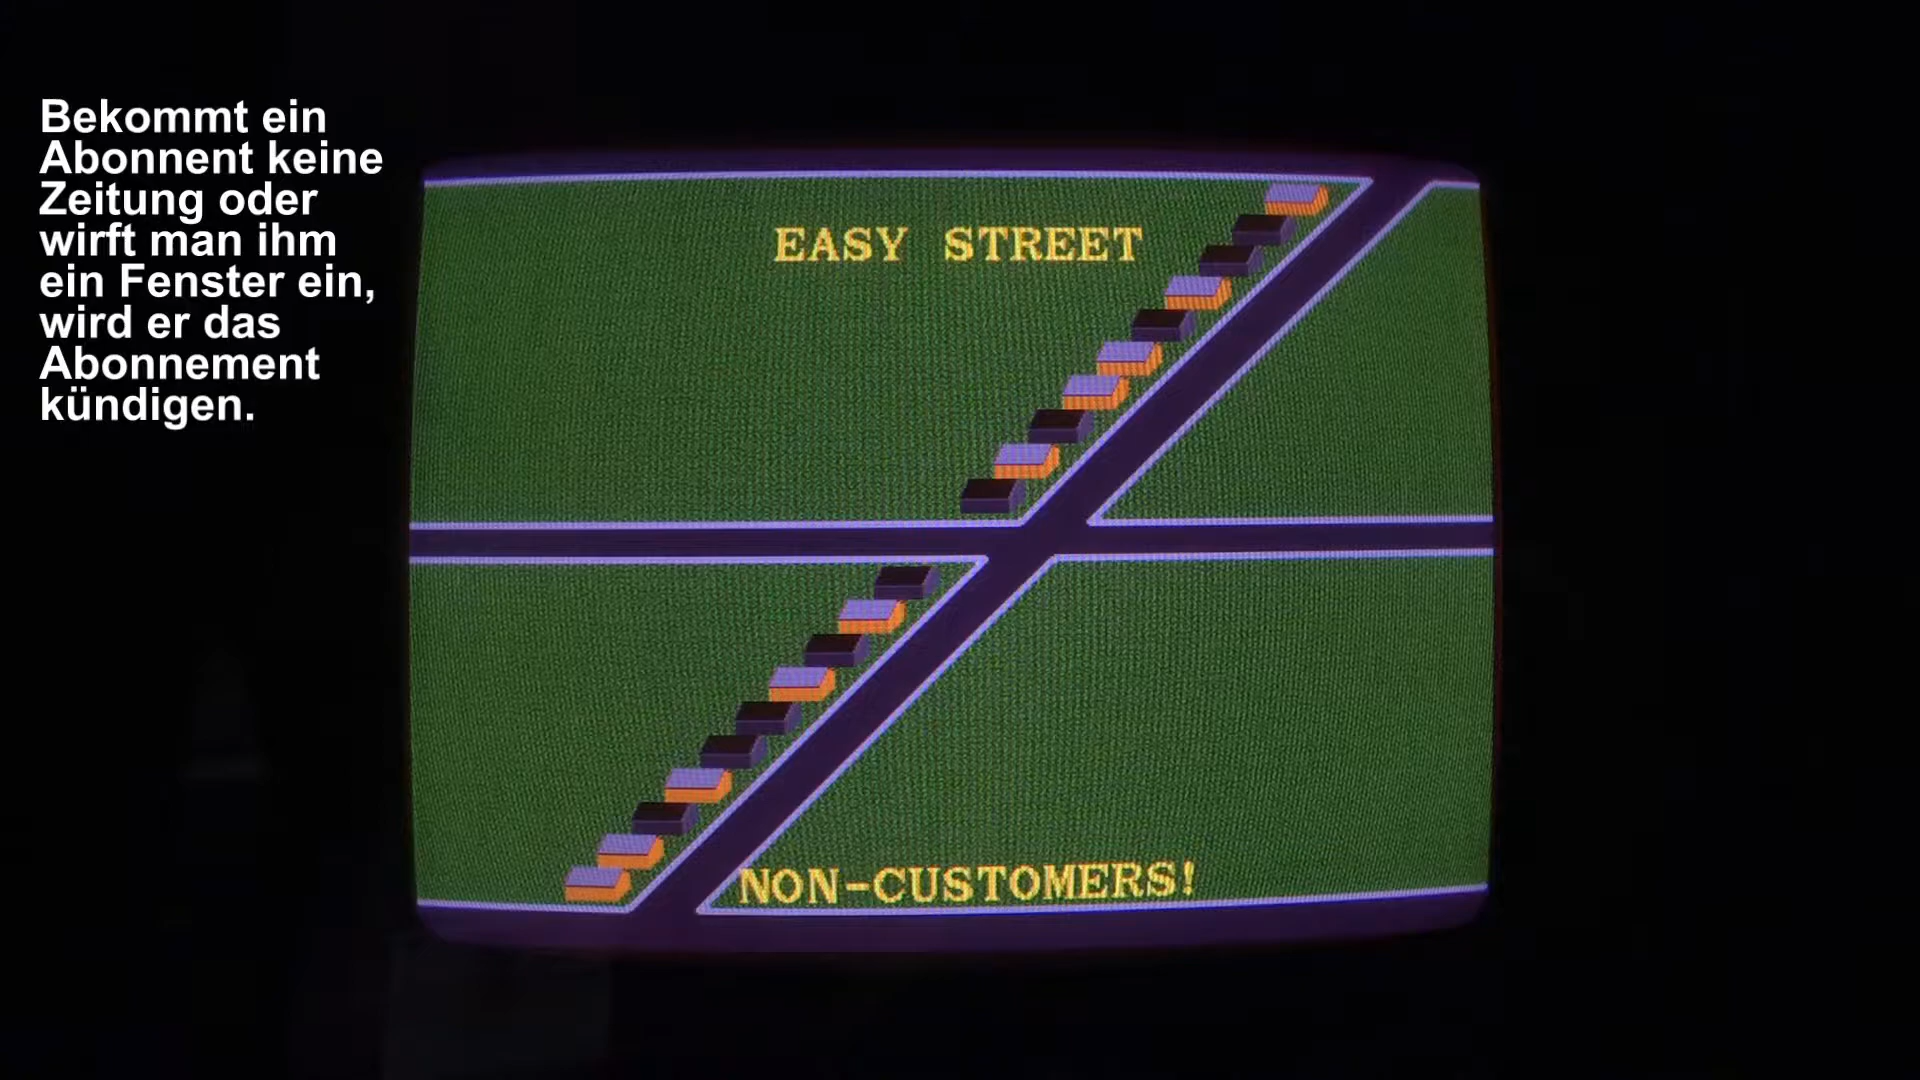 Bekommt ein
Abonnent keine
Zeitung oder
wirft man ihm
ein Fenster ein,
wird er das
Abonnement
kündigen.
EASY STREET
NON-CUSTOMERS!